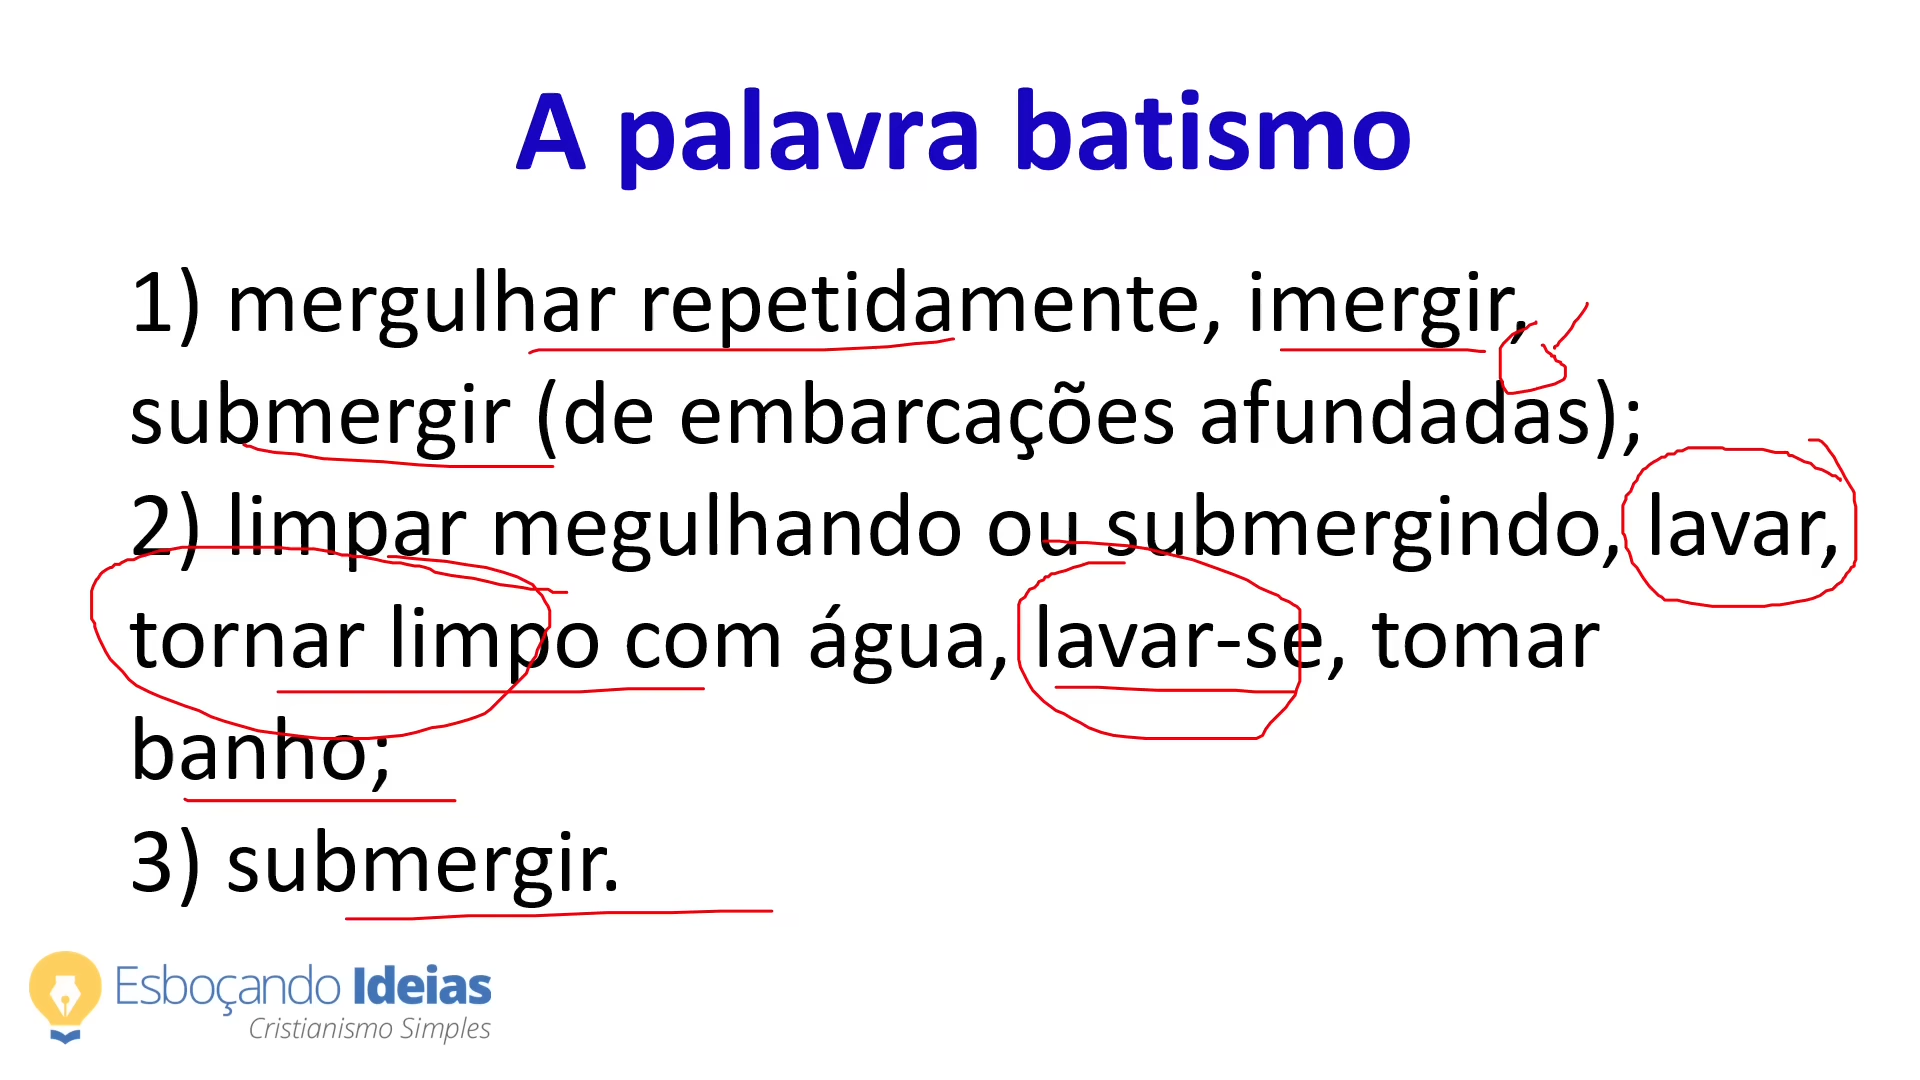 A palavra batismo
1) mergulhar repetidamente, imergir,
submergir (de embarcações afundadas);
2) limpar megulhando ou submergindo, lavar,
tornar limpo com água, lavar-se, tomar
banho;
3) submergir.
Esboçando Ideias
Cristianismo Simples